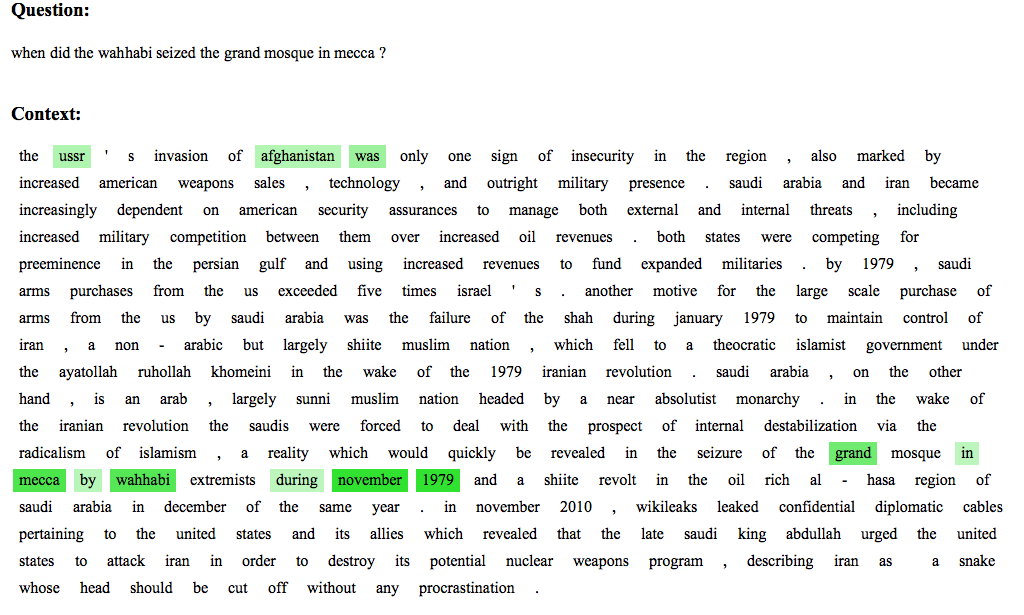 Question:
when did the wahhabi seized the grand mosque in mecca ?
Context:
the ussr ' s invasion of afghanistan was only one sign of insecurity in the region , also marked by
increased american weapons sales , technology , and outright military presence . saudi arabia and iran became
increasingly dependent on american security assurances to manage both external and internal threats , including
increased military competition between them over increased oil revenues . both states were competing for
preeminence in the persian gulf and using increased revenues to fund expanded militaries . by 1979 , saudi
arms purchases from the us exceeded five times israel ' s . another motive for the large scale purchase of
arms from the us by saudi arabia was the failure of the shah during january 1979 to maintain control of
iran , a non - arabic but largely shiite muslim nation , which fell to a theocratic islamist government under
the ayatollah ruhollah khomeini in the wake of the 1979 iranian revolution . saudi arabia , on the other
hand , is an arab , largely sunni muslim nation headed by a near absolutist monarchy . in the wake of
the iranian revolution the saudis were forced to deal with the prospect of internal destabilization via the
radicalism of islamism , a reality which would quickly be revealed in the seizure of the grand mosque in
mecca by wahhabi extremists during november 1979 and a shiite revolt in the oil rich al - hasa region of
saudi arabia in december of the same year . in november 2010 , wikileaks leaked confidential diplomatic cables
pertaining to the united states and its allies which revealed that the late saudi king abdullah urged the united
states to attack iran in order to destroy its potential nuclear weapons program , describing iran as a snake
whose head should be cut off without any procrastination .